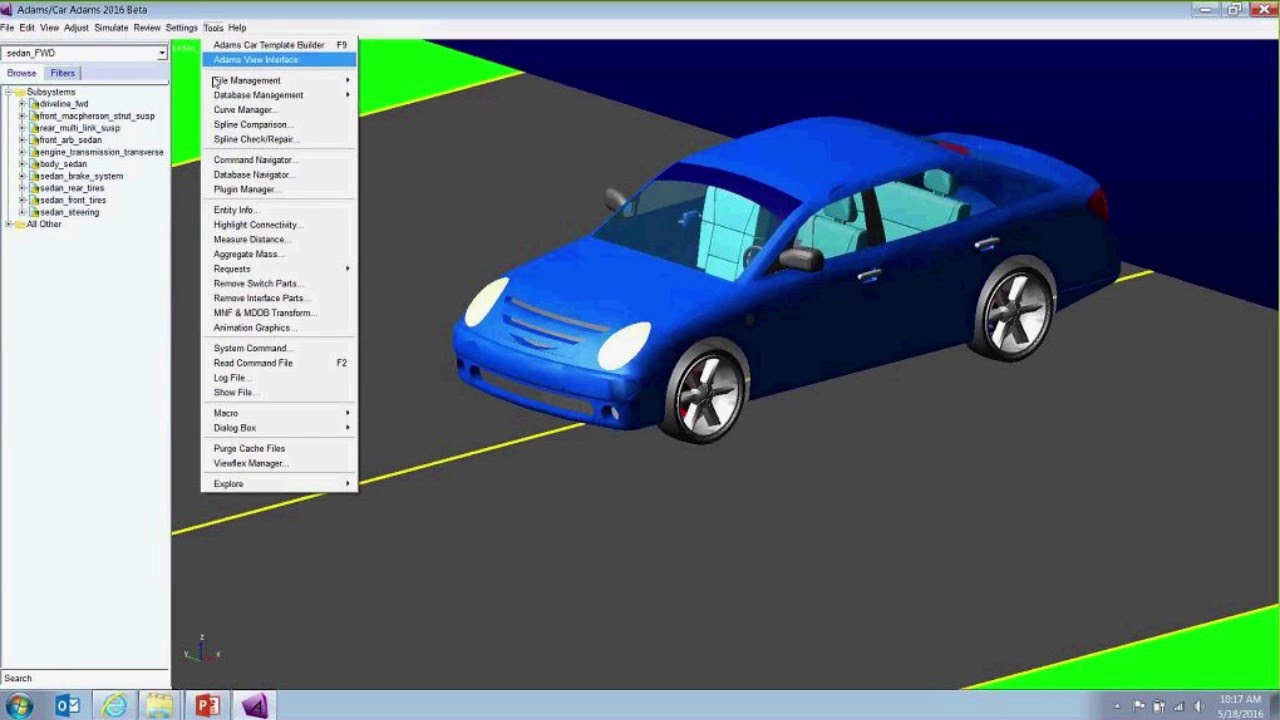 Adams/Car Adams 2016 Beta
File Edit View Adjust Simulate Review Settings Tools Help
sedan_FWD
Browse Filters
Subsystems
driveline_fwd
front_macpherson_strut_susp
rear_multi_link_susp
front_arb_sedan
engine_transmission_transverse
body_sedan
sedan_brake_system
sedan_rear_tires
sedan_front_tires
sedan_steering
All Other
Search
sedan
Adams Car Template Builder F9
Adams View Interface
File Management
Database Management
Curve Manager...
Spline Comparison...
Spline Check/Repair...
Command Navigator...
Database Navigator...
Plugin Manager...
Entity Info...
Highlight Connectivity...
Measure Distance...
Aggregate Mass...
Requests
Remove Switch Parts...
Remove Interface Parts...
MNF & MDDB Transform...
Animation Graphics...
System Command...
Read Command File F2
Log File...
Show File...
Macro
Dialog Box
Purge Cache Files
Viewflex Manager...
Explore
Z
Y X
10:17 AM
5/18/2016